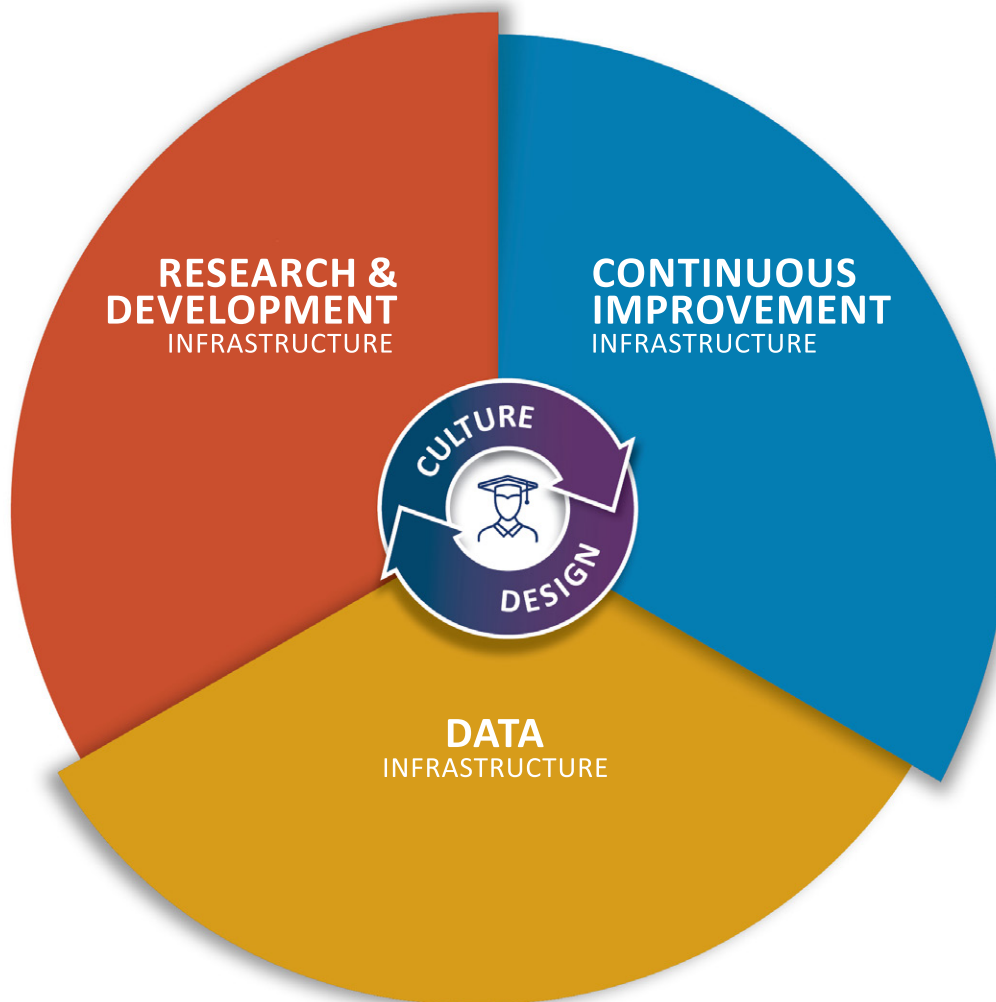 RESEARCH &
DEVELOPMENT
INFRASTRUCTURE
CONTINUOUS
IMPROVEMENT
INFRASTRUCTURE
CULTURE
DESIGN
DATA
INFRASTRUCTURE